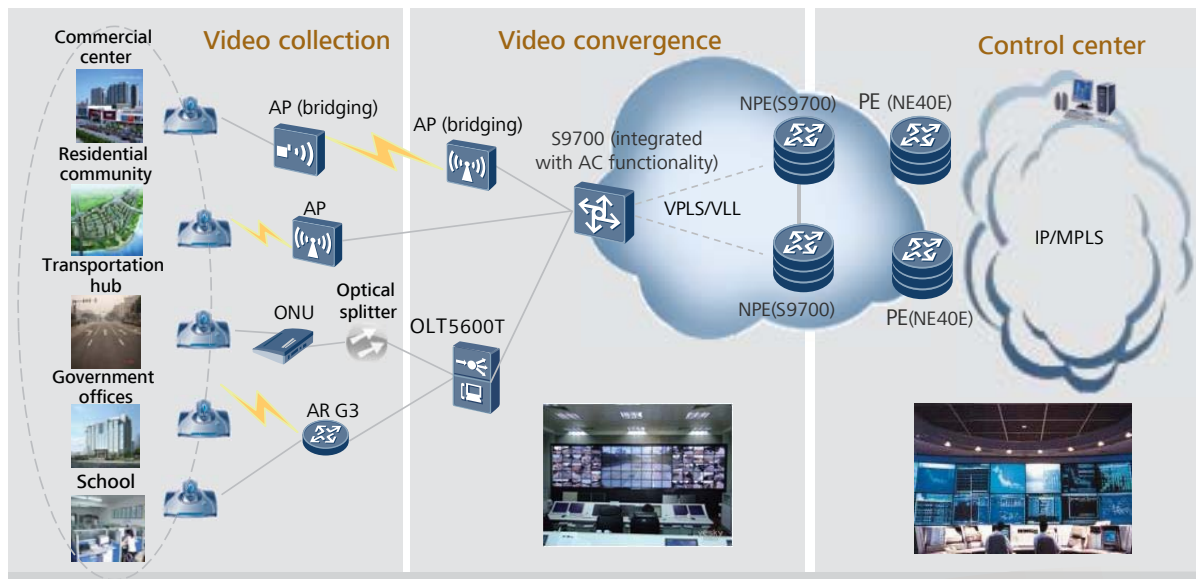 Video collection
Video convergence
Control center
Commercial
center
Residential
community
Transportation
hub
Government
offices
School
AP (bridging)
AP
ONU
Optical
splitter
AR G3
AP (bridging)
OLT5600T
S9700 (integrated
with AC functionality)
VPLS/VLL
NPE(S9700)
NPE(S9700)
PE (NE40E)
PE(NE40E)
IP/MPLS